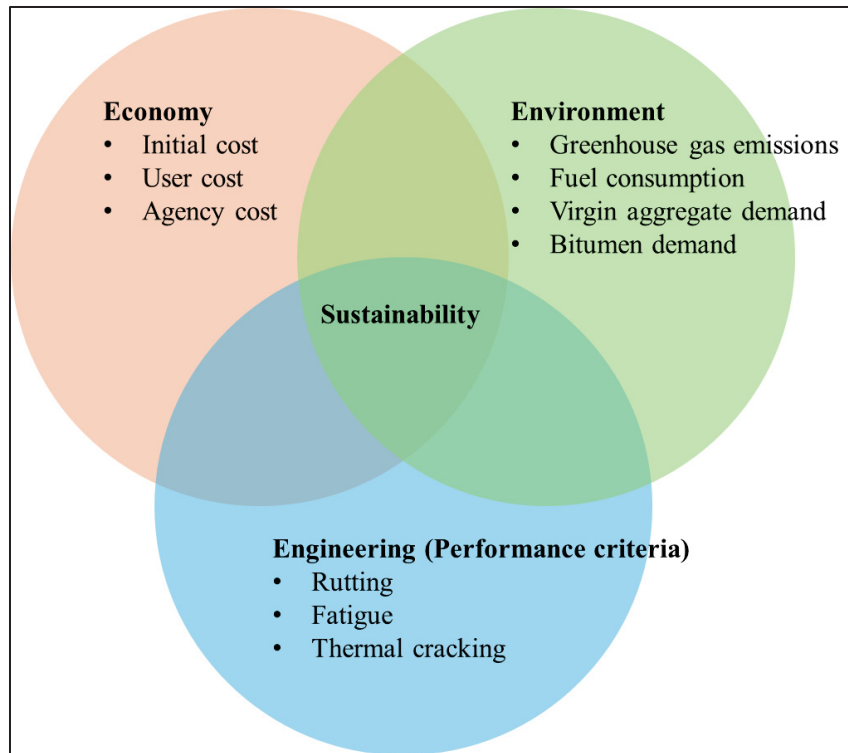 Economy
• Initial cost
• User cost
• Agency cost
Environment
• Greenhouse gas emissions
• Fuel consumption
• Virgin aggregate demand
• Bitumen demand
Sustainability
Engineering (Performance criteria)
• Rutting
• Fatigue
• Thermal cracking